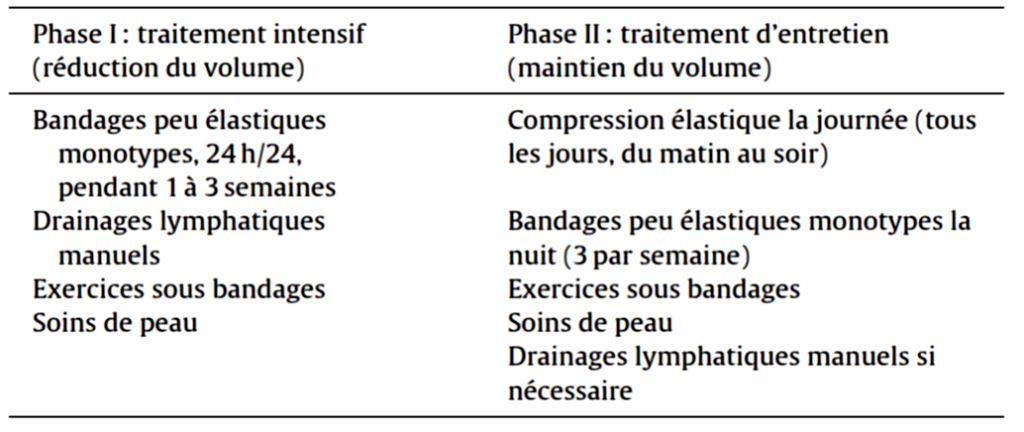 Phase I : traitement intensif
(réduction du volume)
Phase II : traitement d’entretien
(maintien du volume)
Bandages peu élastiques
monotypes, 24 h/24,
pendant 1 à 3 semaines
Drainages lymphatiques
manuels
Exercices sous bandages
Soins de peau
Compression élastique la journée (tous
les jours, du matin au soir)
Bandages peu élastiques monotypes la
nuit (3 par semaine)
Exercices sous bandages
Soins de peau
Drainages lymphatiques manuels si
nécessaire